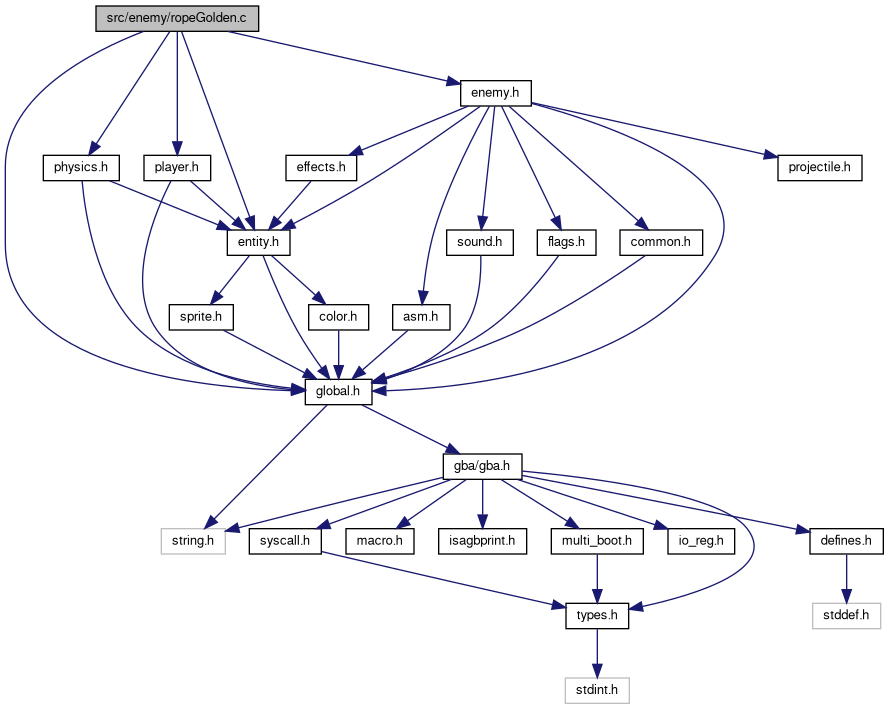 src/enemy/ropeGolden.c
enemy.h
physics.h
player.h
effects.h
projectile.h
entity.h
sound.h
flags.h
common.h
sprite.h
color.h
asm.h
global.h
gba/gba.h
string.h
syscall.h
macro.h
isagbprint.h
multi_boot.h
io_reg.h
defines.h
types.h
stddef.h
stdint.h